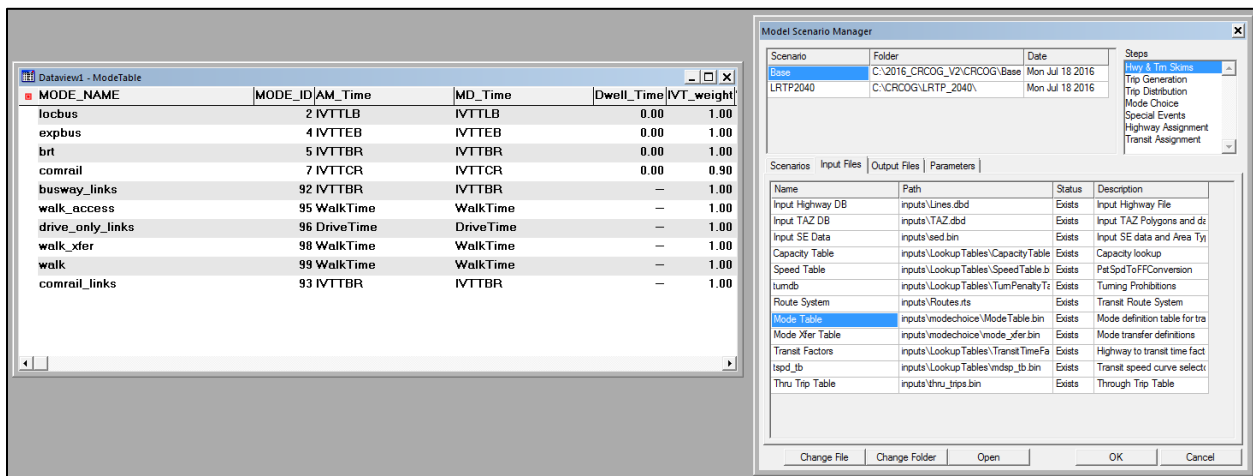 Dataview1 - ModeTable
MODE_NAME MODE_ID AM_Time MD_Time Dwell_Time IVT_weight
locbus 2 IVTTLB IVTTLB 0.00 1.00
expbus 4 IVTTEB IVTTEB 0.00 1.00
brt 5 IVTTBR IVTTBR 0.00 1.00
comrail 7 IVTTCR IVTTCR 0.00 0.90
busway_links 92 IVTTBR IVTTBR -- 1.00
walk_access 95 WalkTime WalkTime -- 1.00
drive_only_links 96 DriveTime DriveTime -- 1.00
walk_xfer 98 WalkTime WalkTime -- 1.00
walk 99 WalkTime WalkTime -- 1.00
comrail_links 93 IVTTBR IVTTBR -- 1.00
Model Scenario Manager
Scenario Folder Date
Base C:\2016_CRCOG_V2\CRCOG\Base Mon Jul 18 2016
LRTP2040 C:\CRCOG\LRTP_2040\ Mon Jul 18 2016
Steps
Hwy & Trn Skims
Trip Generation
Trip Distribution
Mode Choice
Special Events
Highway Assignment
Transit Assignment
Scenarios Input Files Output Files Parameters
Name Path Status Description
Input Highway DB inputs\Lines.dbd Exists Input Highway File
Input TAZ DB inputs\TAZ.dbd Exists Input TAZ Polygons and da
Input SE Data inputs\sed.bin Exists Input SE data and Area Typ
Capacity Table inputs\LookupTables\CapacityTable Exists Capacity lookup
Speed Table inputs\LookupTables\SpeedTable.b Exists PstSpdToFFConversion
turndb inputs\LookupTables\TurnPenaltyTa Exists Turning Prohibitions
Route System inputs\Routes.rts Exists Transit Route System
Mode Table inputs\modechoice\ModeTable.bin Exists Mode definition table for tra
Mode Xfer Table inputs\modechoice\mode_xfer.bin Exists Mode transfer definitions
Transit Factors inputs\LookupTables\TransitTimeFa Exists Highway to transit time fact
tspd_tb inputs\LookupTables\mdsp_tb.bin Exists Transit speed curve selecto
Thru Trip Table inputs\thru_trips.bin Exists Through Trip Table
Change File Change Folder Open OK Cancel